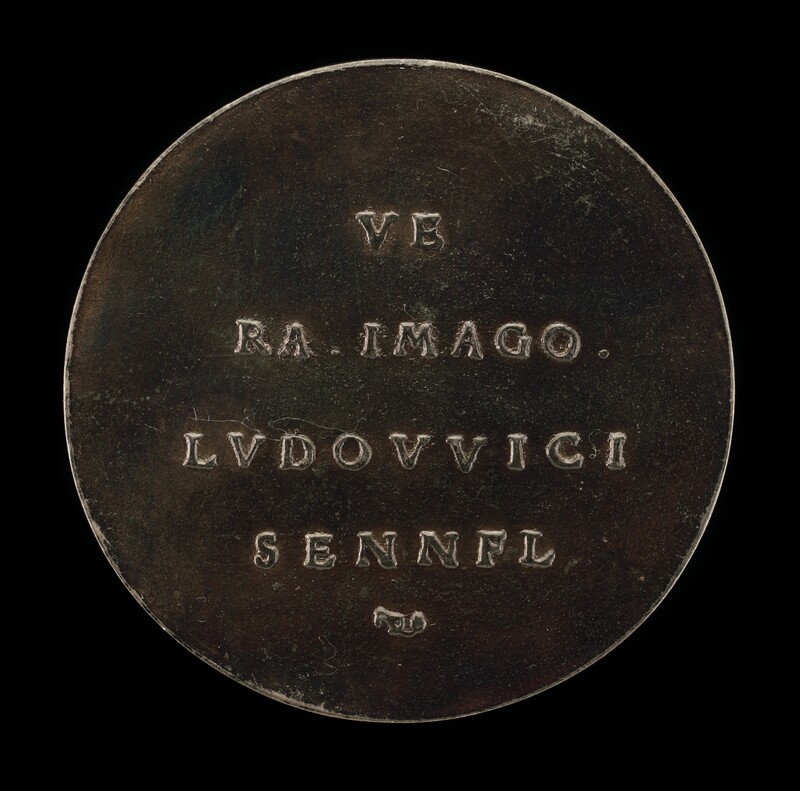 VE
RA . IMAGO .
LVDOVVICI
SENNFL